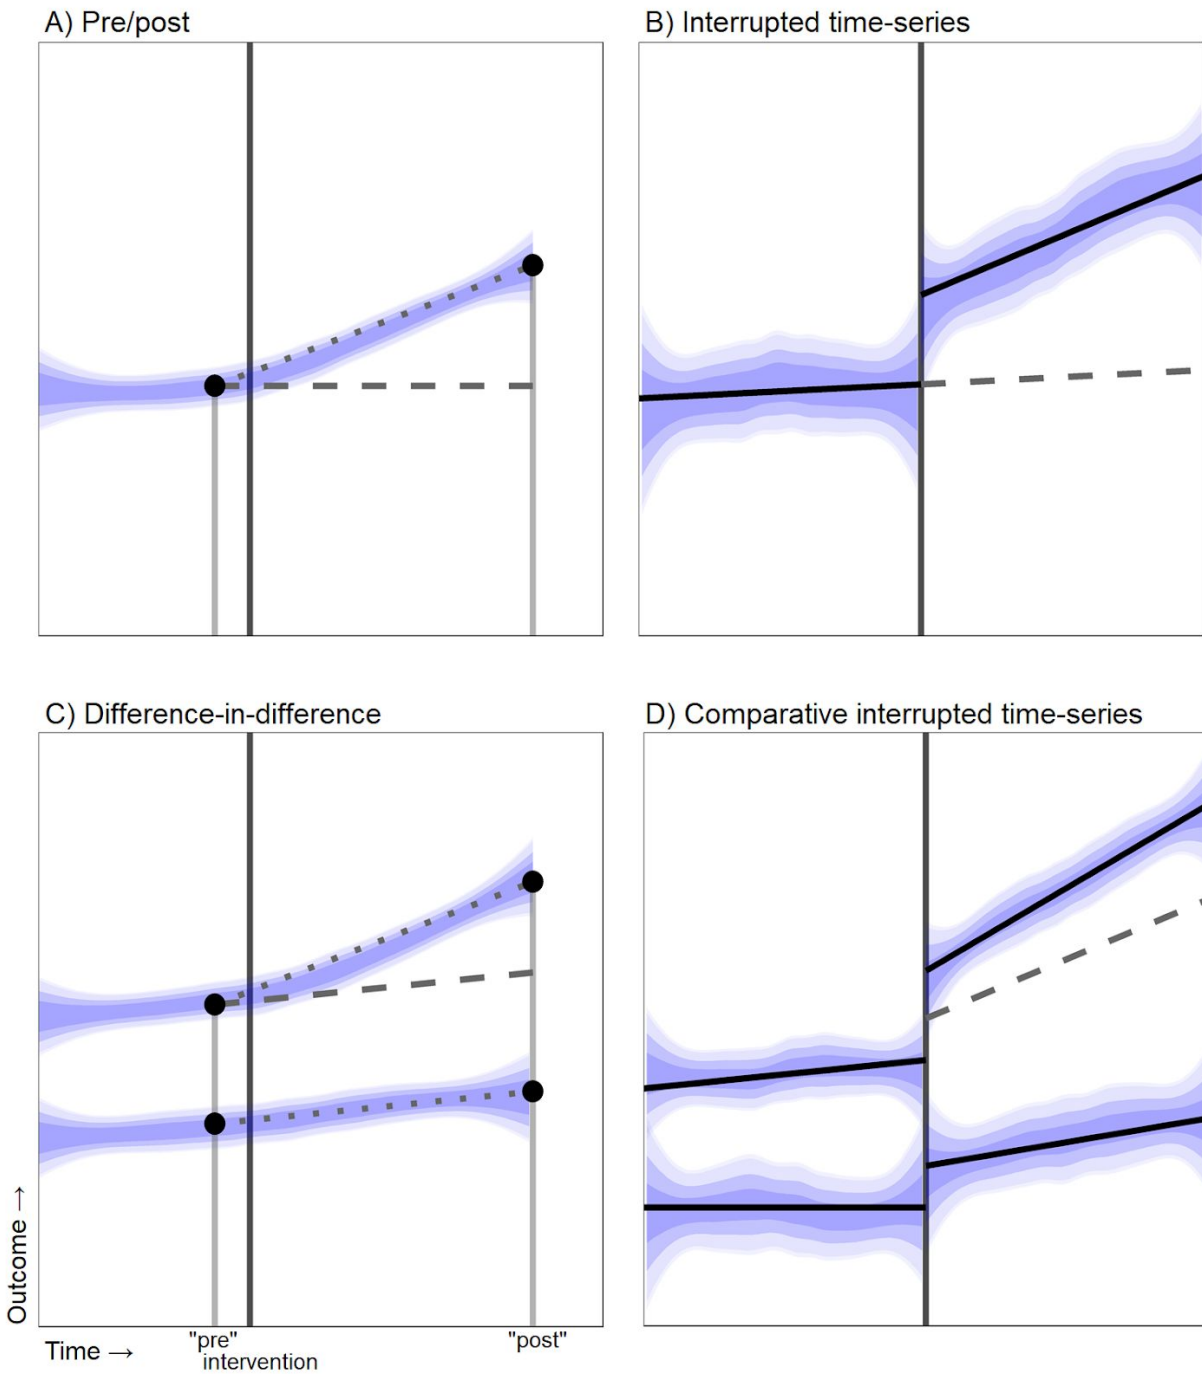 A) Pre/post
B) Interrupted time-series
C) Difference-in-difference
D) Comparative interrupted time-series
Outcome →
Time →
"pre"
intervention
"post"